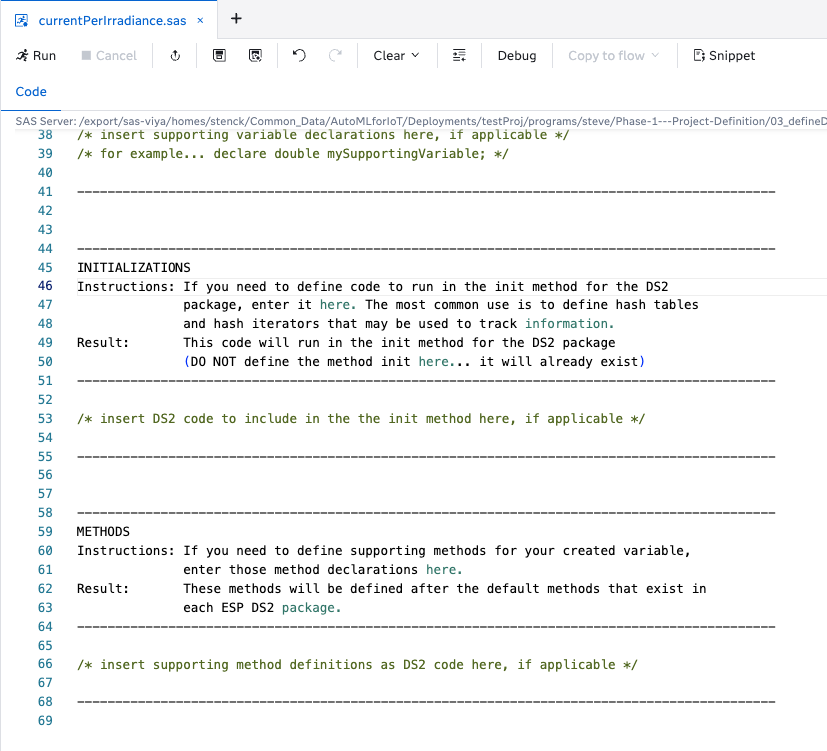 currentPerIrradiance.sas × +
Run Cancel Clear Debug Copy to flow Snippet
Code
SAS Server: /export/sas-viya/homes/stenck/Common_Data/AutoMLforIoT/Deployments/testProj/programs/steve/Phase-1---Project-Definition/03_defineD
38 /* insert supporting variable declarations here, if applicable */
39 /* for example... declare double mySupportingVariable; */
40
41 -------------------------------------------------------------------------------------------
42
43
44 -------------------------------------------------------------------------------------------
45 INITIALIZATIONS
46 Instructions: If you need to define code to run in the init method for the DS2
47 package, enter it here. The most common use is to define hash tables
48 and hash iterators that may be used to track information.
49 Result: This code will run in the init method for the DS2 package
50 (DO NOT define the method init here... it will already exist)
51 -------------------------------------------------------------------------------------------
52
53 /* insert DS2 code to include in the the init method here, if applicable */
54
55 -------------------------------------------------------------------------------------------
56
57
58 -------------------------------------------------------------------------------------------
59 METHODS
60 Instructions: If you need to define supporting methods for your created variable,
61 enter those method declarations here.
62 Result: These methods will be defined after the default methods that exist in
63 each ESP DS2 package.
64 -------------------------------------------------------------------------------------------
65
66 /* insert supporting method definitions as DS2 code here, if applicable */
67
68 -------------------------------------------------------------------------------------------
69